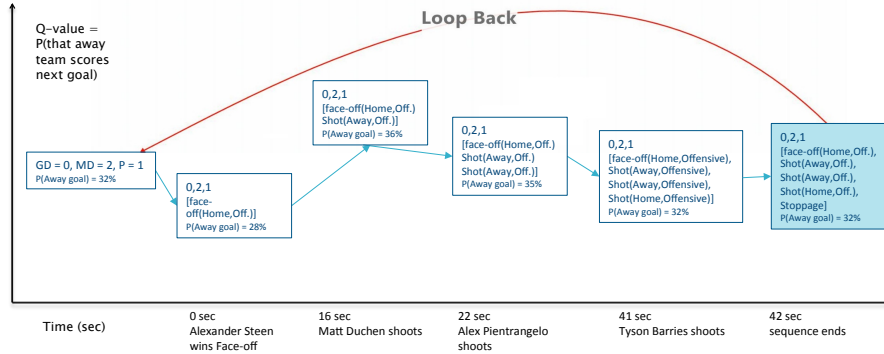 Loop Back
Q-value =
P(that away
team scores
next goal)
GD = 0, MD = 2, P = 1
P(Away goal) = 32%
0,2,1
[face-
off(Home,Off.)]
P(Away goal) = 28%
0,2,1
[face-off(Home,Off.)
Shot(Away,Off.)]
P(Away goal) = 36%
0,2,1
[face-off(Home,Off.)
Shot(Away,Off.)
Shot(Away,Off.)]
P(Away goal) = 35%
0,2,1
[face-off(Home,Offensive),
Shot(Away,Offensive),
Shot(Away,Offensive),
Shot(Home,Offensive)]
P(Away goal) = 32%
0,2,1
[face-off(Home,Off.),
Shot(Away,Off.),
Shot(Away,Off.),
Shot(Home,Off.),
Stoppage]
P(Away goal) = 32%
Time (sec)
0 sec
Alexander Steen
wins Face-off
16 sec
Matt Duchen shoots
22 sec
Alex Pientrangelo
shoots
41 sec
Tyson Barries shoots
42 sec
sequence ends